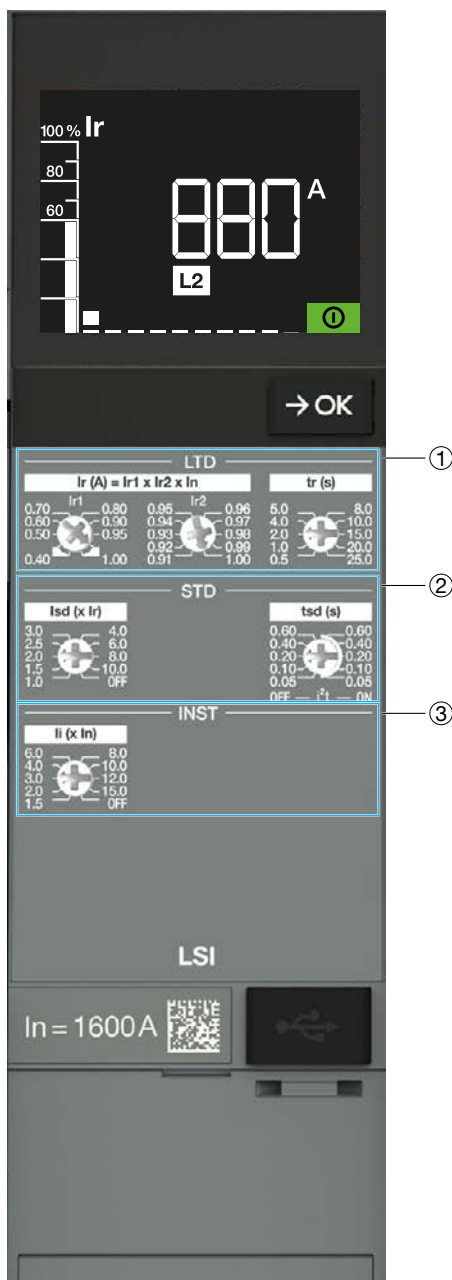 100 % Ir
80
60
880 A
L2
→ OK
LTD
①
Ir (A) = Ir1 x Ir2 x In
tr (s)
Ir1
Ir2
0.70 0.80 0.95 0.96 5.0 8.0
0.60 0.90 0.94 0.97 4.0 10.0
0.50 0.95 0.93 0.98 2.0 15.0
0.92 0.99 1.0 20.0
0.40 1.00 0.91 1.00 0.5 25.0
STD
②
Isd (x Ir)
tsd (s)
3.0 4.0 0.60 0.60
2.5 6.0 0.40 0.40
2.0 8.0 0.20 0.20
1.5 10.0 0.10 0.10
1.0 OFF 0.05 0.05
OFF — i²t — ON
INST
③
Ii (x In)
6.0 8.0
4.0 10.0
3.0 12.0
2.0 15.0
1.5 OFF
LSI
In = 1600 A